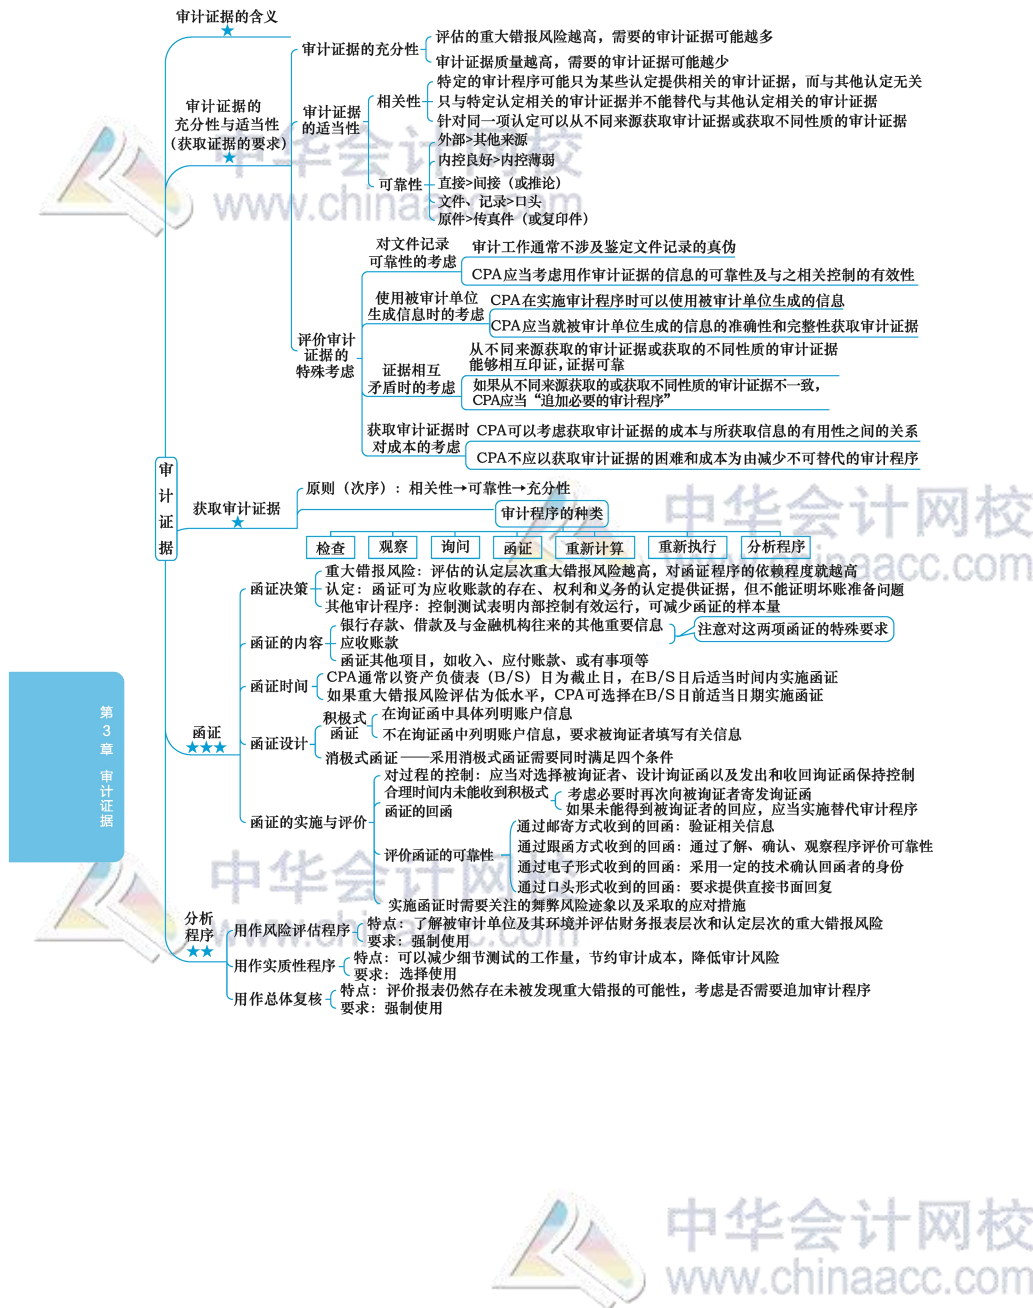 审计证据的含义
审计证据的充分性
评估的重大错报风险越高，需要的审计证据可能越多
审计证据质量越高，需要的审计证据可能越少
审计证据的
充分性与适当性
（获取证据的要求）
审计证据
的适当性
相关性
特定的审计程序可能只为某些认定提供相关的审计证据，而与其他认定无关
只与特定认定相关的审计证据并不能替代与其他认定相关的审计证据
针对同一项认定可以从不同来源获取审计证据或获取不同性质的审计证据
可靠性
外部>其他来源
内控良好>内控薄弱
直接>间接（或推论）
文件、记录>口头
原件>传真件（或复印件）
评价审计
证据的
特殊考虑
对文件记录
可靠性的考虑
审计工作通常不涉及鉴定文件记录的真伪
CPA应当考虑用作审计证据的信息的可靠性及与之相关控制的有效性
使用被审计单位
生成信息时的考虑
CPA在实施审计程序时可以使用被审计单位生成的信息
CPA应当就被审计单位生成的信息的准确性和完整性获取审计证据
证据相互
矛盾时的考虑
从不同来源获取的审计证据或获取的不同性质的审计证据
能够相互印证，证据可靠
如果从不同来源获取的或获取不同性质的审计证据不一致，
CPA应当“追加必要的审计程序”
获取审计证据时
对成本的考虑
CPA可以考虑获取审计证据的成本与所获取信息的有用性之间的关系
CPA不应以获取审计证据的困难和成本为由减少不可替代的审计程序
审
计
证
据
获取审计证据
原则（次序）：相关性→可靠性→充分性
审计程序的种类
检查 观察 询问 函证 重新计算 重新执行 分析程序
函证
函证决策
重大错报风险：评估的认定层次重大错报风险越高，对函证程序的依赖程度就越高
认定：函证可为应收账款的存在、权利和义务的认定提供证据，但不能证明坏账准备问题
其他审计程序：控制测试表明内部控制有效运行，可减少函证的样本量
函证的内容
银行存款、借款及与金融机构往来的其他重要信息
应收账款
注意对这两项函证的特殊要求
函证其他项目，如收入、应付账款、或有事项等
函证时间
CPA通常以资产负债表（B/S）日为截止日，在B/S日后适当时间内实施函证
如果重大错报风险评估为低水平，CPA可选择在B/S日前适当日期实施函证
函证设计
积极式
函证
在询证函中具体列明账户信息
不在询证函中列明账户信息，要求被询证者填写有关信息
消极式函证——采用消极式函证需要同时满足四个条件
函证的实施与评价
对过程的控制：应当对选择被询证者、设计询证函以及发出和收回询证函保持控制
合理时间内未能收到积极式
函证的回函
考虑必要时再次向被询证者寄发询证函
如果未能得到被询证者的回应，应当实施替代审计程序
评价函证的可靠性
通过邮寄方式收到的回函：验证相关信息
通过跟函方式收到的回函：通过了解、确认、观察程序评价可靠性
通过电子形式收到的回函：采用一定的技术确认回函者的身份
通过口头形式收到的回函：要求提供直接书面回复
实施函证时需要关注的舞弊风险迹象以及采取的应对措施
分析
程序
用作风险评估程序
特点：了解被审计单位及其环境并评估财务报表层次和认定层次的重大错报风险
要求：强制使用
用作实质性程序
特点：可以减少细节测试的工作量，节约审计成本，降低审计风险
要求：选择使用
用作总体复核
特点：评价报表仍然存在未被发现重大错报的可能性，考虑是否需要追加审计程序
要求：强制使用
第3章 审计证据
中华会计网校
www.chinaacc.com
中华会计网校
www.chinaacc.com
中华会计网校
www.chinaacc.com
中华会计网校
www.chinaacc.com